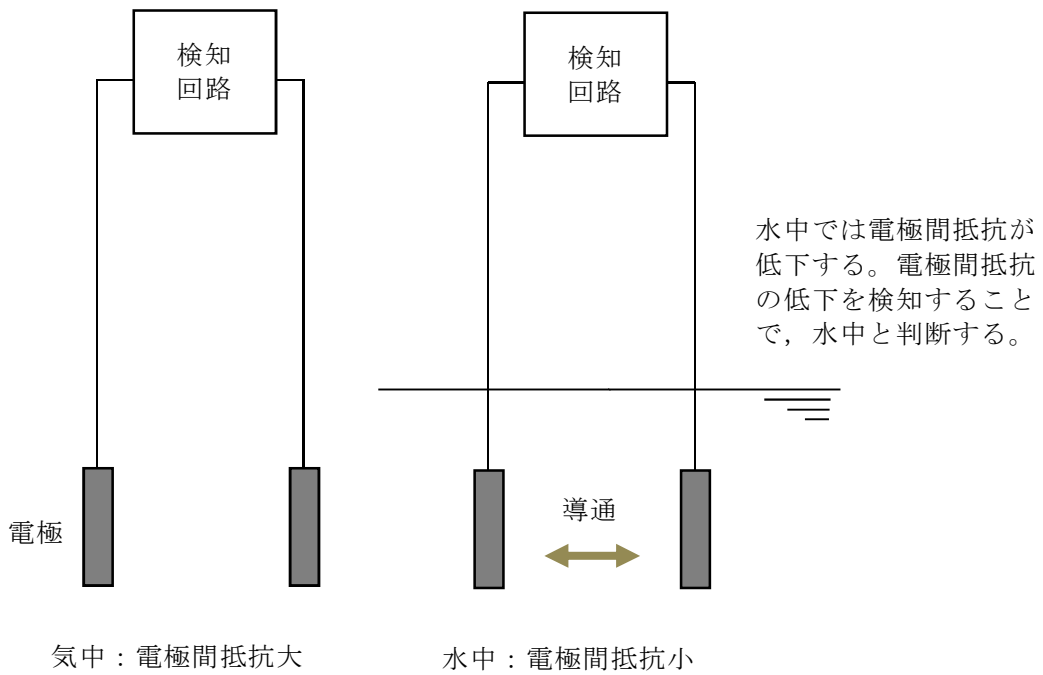 検知
回路
検知
回路
水中では電極間抵抗が
低下する。電極間抵抗
の低下を検知すること
で，水中と判断する。
電極
導通
気中：電極間抵抗大
水中：電極間抵抗小